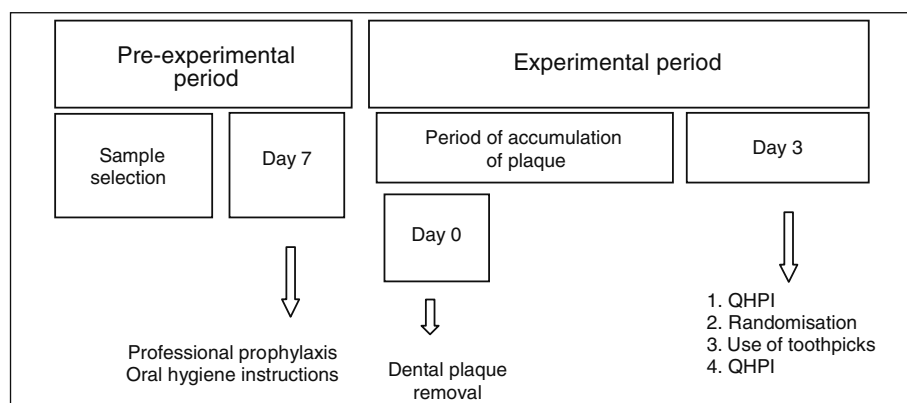 Pre-experimental
period
Experimental period
Sample
selection
Day 7
Period of accumulation
of plaque
Day 3
Day 0
Professional prophylaxis
Oral hygiene instructions
Dental plaque
removal
1. QHPI
2. Randomisation
3. Use of toothpicks
4. QHPI